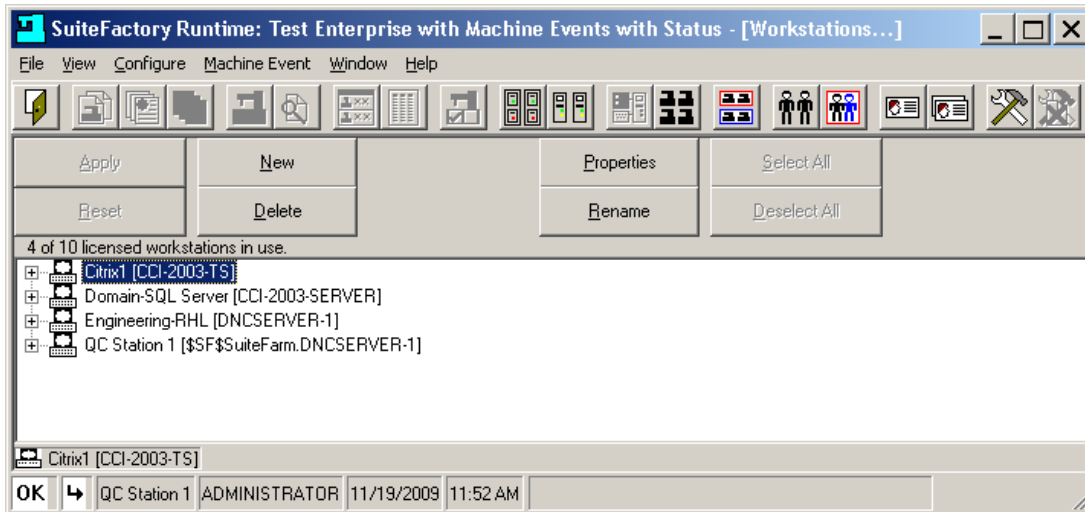 SuiteFactory Runtime: Test Enterprise with Machine Events with Status - [Workstations...]
File View Configure Machine Event Window Help
Apply New Properties Select All
Reset Delete Rename Deselect All
4 of 10 licensed workstations in use.
Citrix1 [CCI-2003-TS]
Domain-SQL Server [CCI-2003-SERVER]
Engineering-RHL [DNCSERVER-1]
QC Station 1 [$SF$SuiteFarm.DNCSERVER-1]
Citrix1 [CCI-2003-TS]
OK QC Station 1 ADMINISTRATOR 11/19/2009 11:52 AM